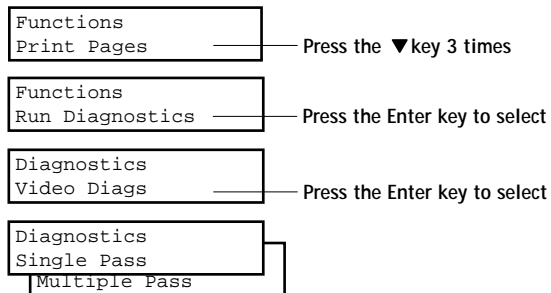 Functions
Print Pages Press the ▼ key 3 times
Functions
Run Diagnostics Press the Enter key to select
Diagnostics
Video Diags Press the Enter key to select
Diagnostics
Single Pass
Multiple Pass